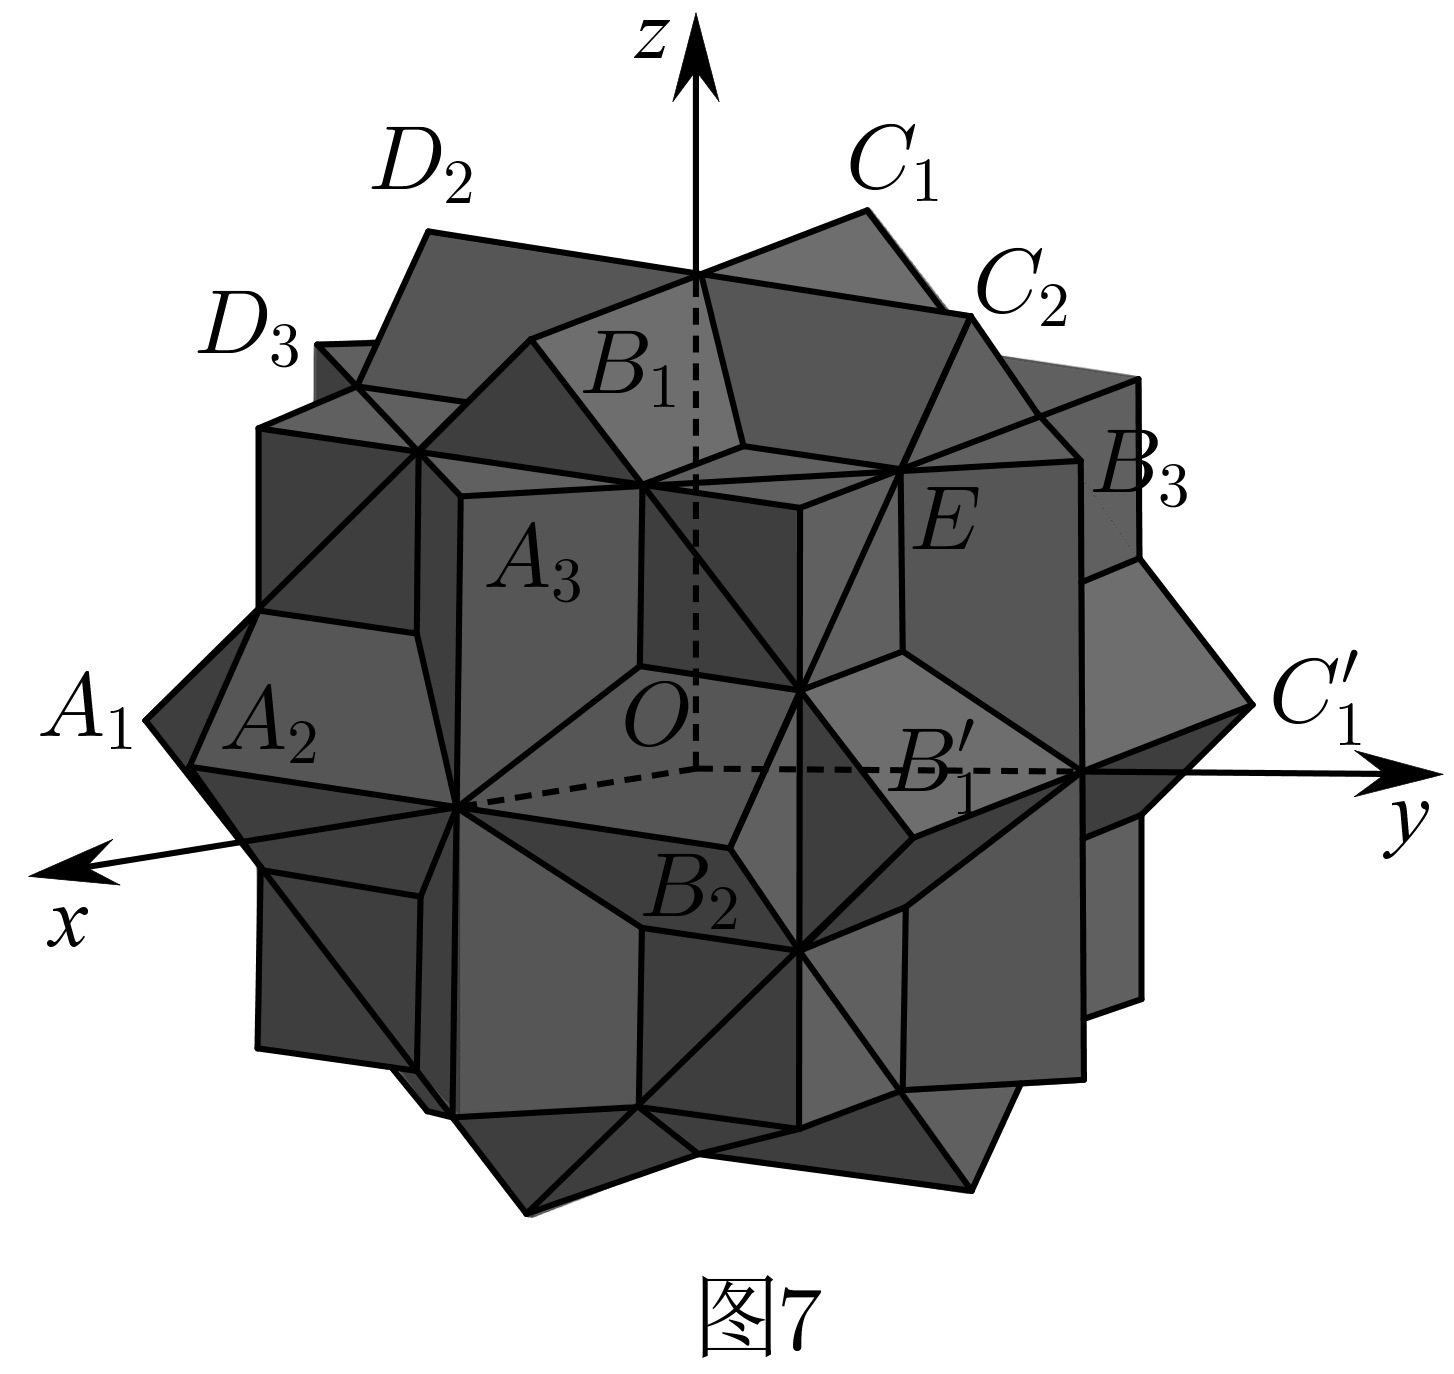 z
D₂
C₁
C₂
D₃
B₁
B₃
E
A₃
A₁
A₂
O
B₁′
C₁′
y
B₂
x
图7